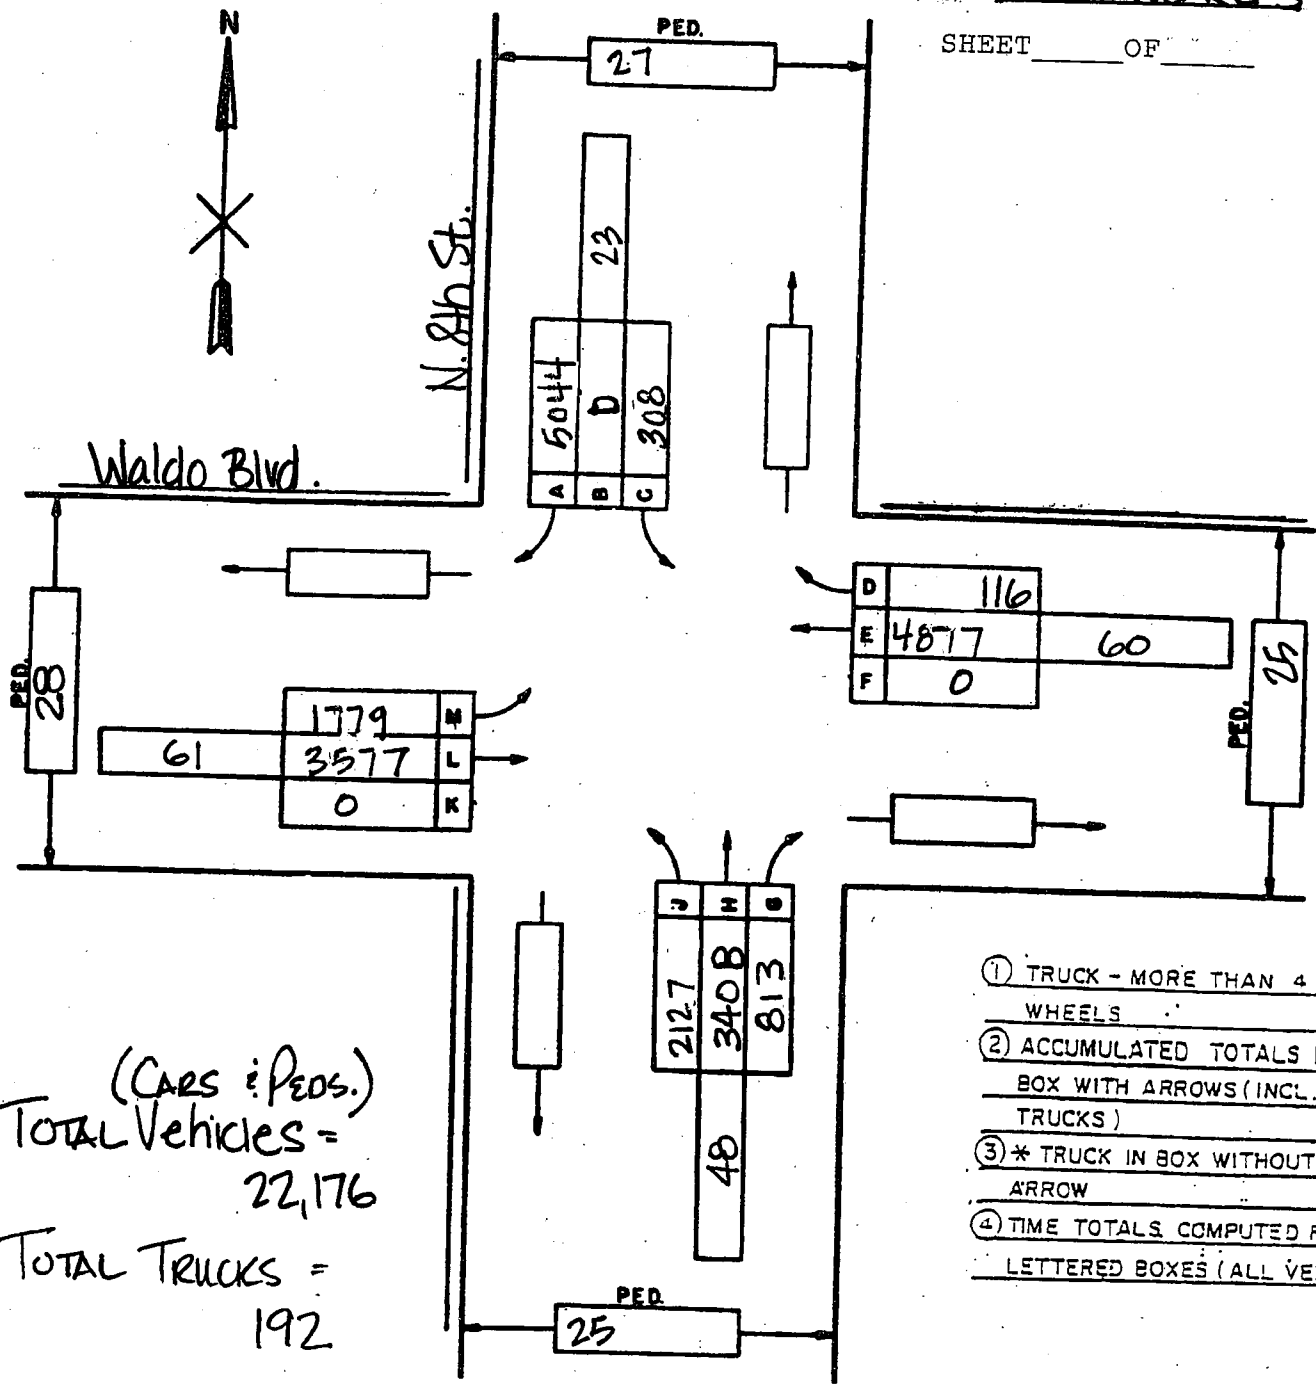 SHEET OF
N
PED.
27
N. 8th St.
23
5044 D 308
A B C
Waldo Blvd.
D 116
E 4877 60
F 0
PED.
28
PED.
25
1779 M
61 3577 L
0 K
J H G
2127 340B 813
48
(CARS & PEDS.)
TOTAL Vehicles =
22,176
TOTAL TRUCKS =
192
PED.
25
① TRUCK - MORE THAN 4
WHEELS
② ACCUMULATED TOTALS
BOX WITH ARROWS (INCL.
TRUCKS)
③ * TRUCK IN BOX WITHOUT
ARROW
④ TIME TOTALS COMPUTED
LETTERED BOXES (ALL